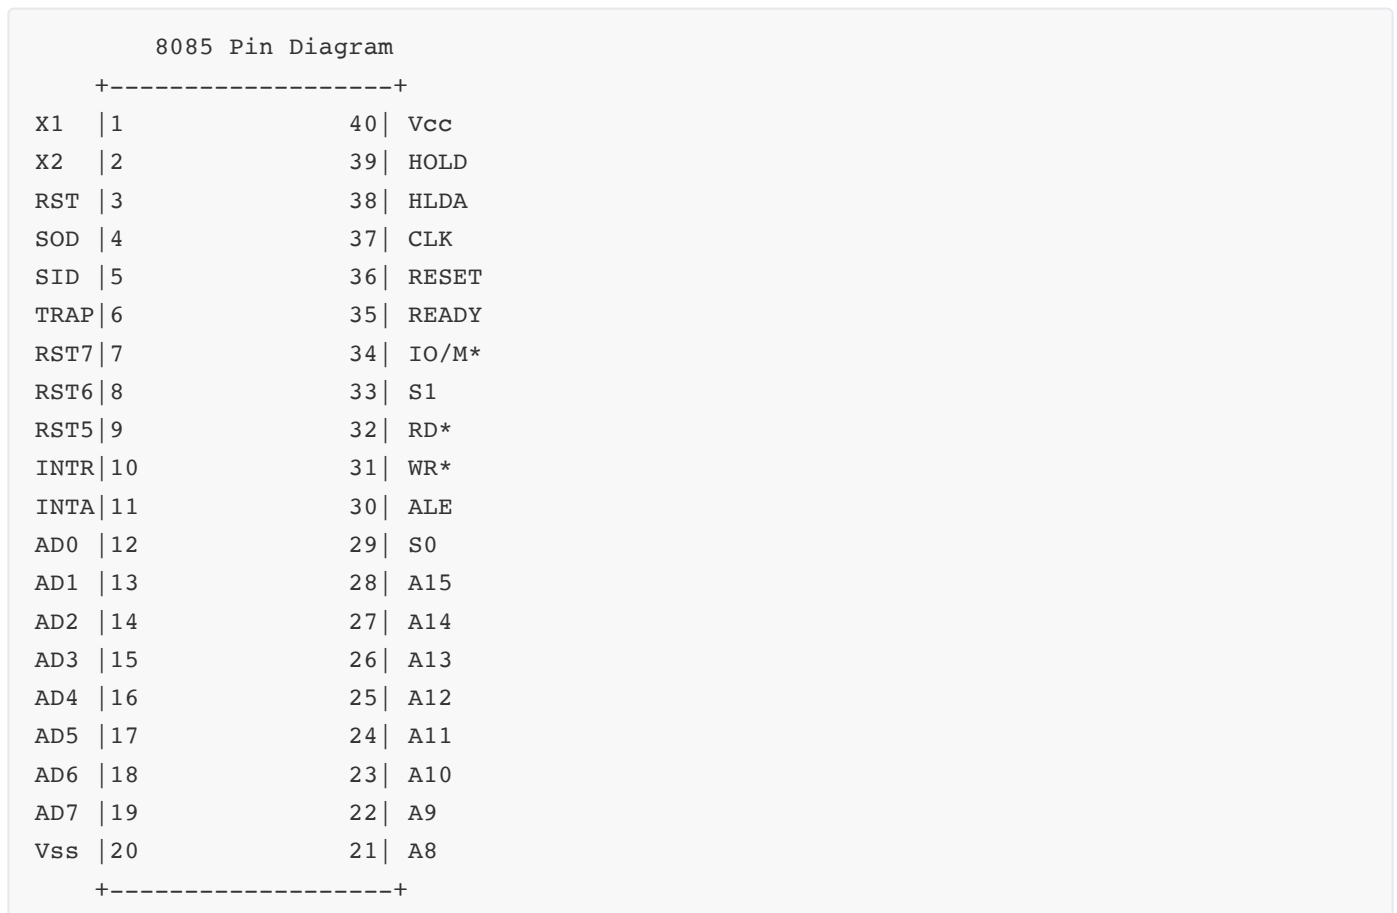 8085 Pin Diagram
+-------------------+
X1 |1 40| Vcc
X2 |2 39| HOLD
RST |3 38| HLDA
SOD |4 37| CLK
SID |5 36| RESET
TRAP|6 35| READY
RST7|7 34| IO/M*
RST6|8 33| S1
RST5|9 32| RD*
INTR|10 31| WR*
INTA|11 30| ALE
AD0 |12 29| S0
AD1 |13 28| A15
AD2 |14 27| A14
AD3 |15 26| A13
AD4 |16 25| A12
AD5 |17 24| A11
AD6 |18 23| A10
AD7 |19 22| A9
Vss |20 21| A8
+-------------------+